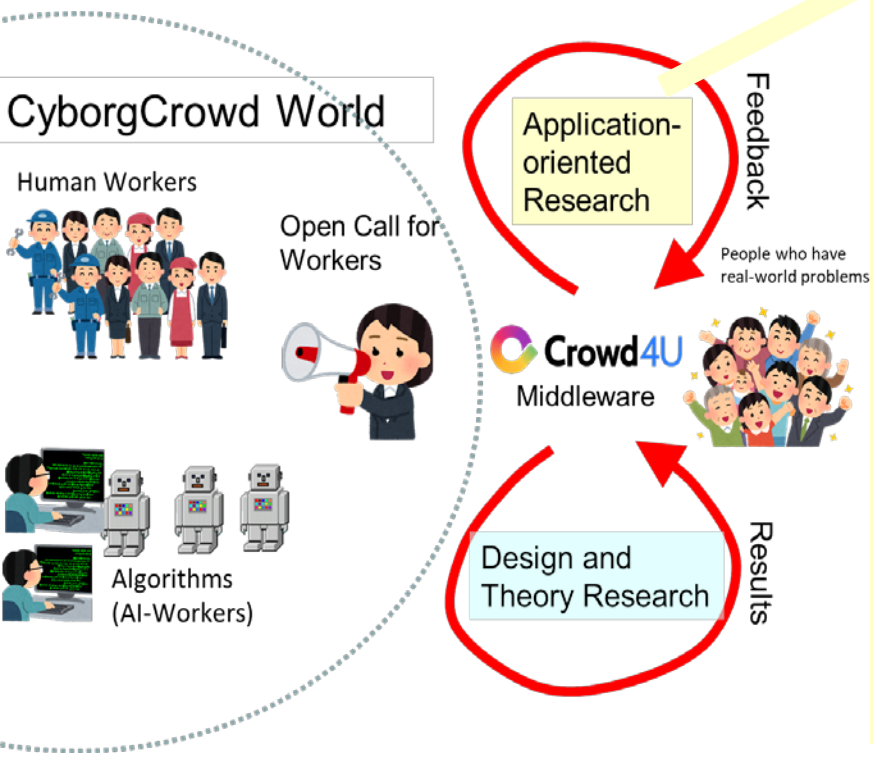 CyborgCrowd World
Human Workers
Open Call for
Workers
Algorithms
(AI-Workers)
Application-
oriented
Research
Feedback
People who have
real-world problems
Crowd4U
Middleware
Design and
Theory Research
Results